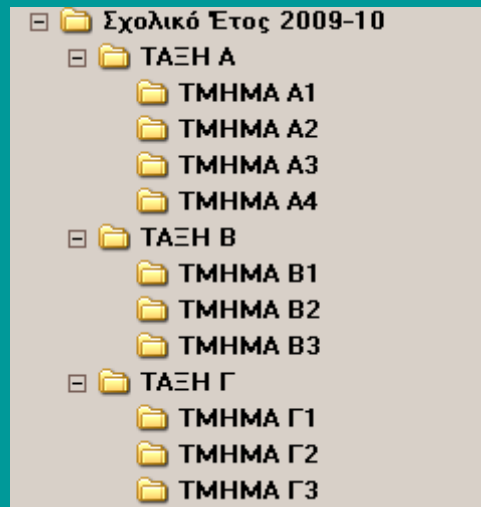 Σχολικό Έτος 2009-10
ΤΑΞΗ Α
ΤΜΗΜΑ Α1
ΤΜΗΜΑ Α2
ΤΜΗΜΑ Α3
ΤΜΗΜΑ Α4
ΤΑΞΗ Β
ΤΜΗΜΑ Β1
ΤΜΗΜΑ Β2
ΤΜΗΜΑ Β3
ΤΑΞΗ Γ
ΤΜΗΜΑ Γ1
ΤΜΗΜΑ Γ2
ΤΜΗΜΑ Γ3